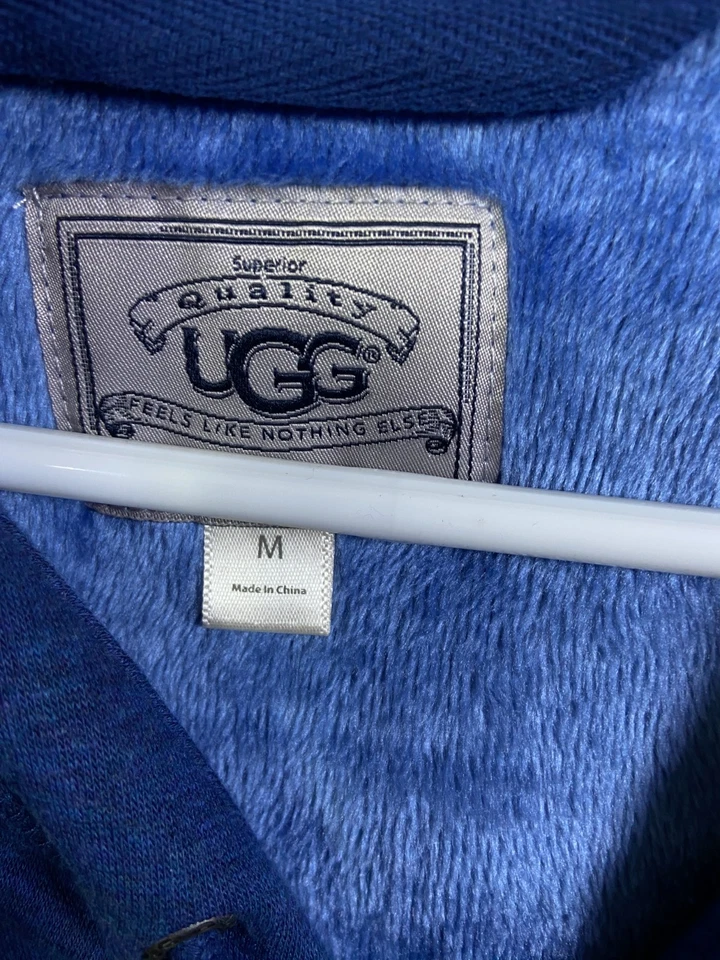 Superior
Quality
UGG®
FEELS LIKE NOTHING ELSE
M
Made In China